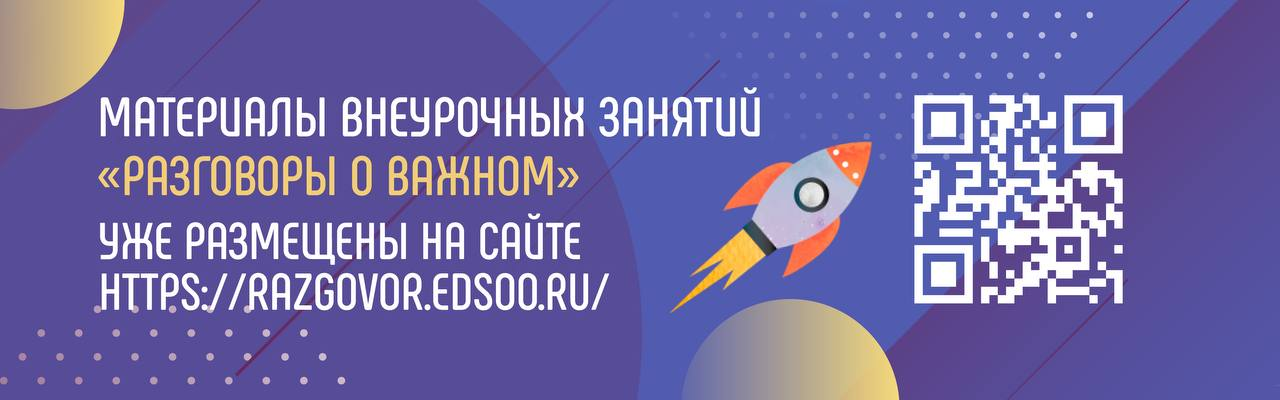 МАТЕРИАЛЫ ВНЕУРОЧНЫХ ЗАНЯТИЙ
«РАЗГОВОРЫ О ВАЖНОМ»
УЖЕ РАЗМЕЩЕНЫ НА САЙТЕ
HTTPS://RAZGOVOR.EDSOO.RU/